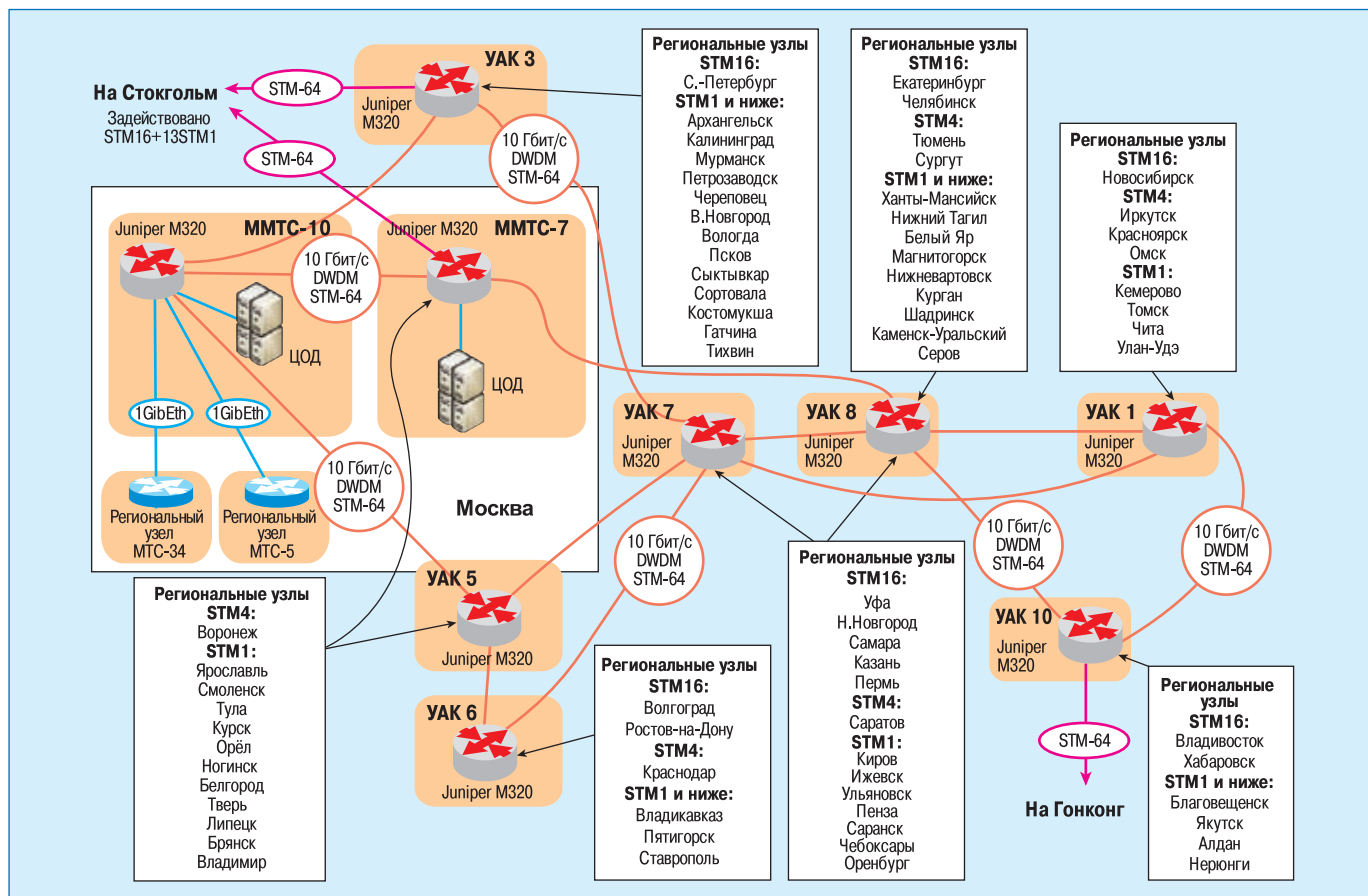 УАК 3
Juniper
M320
На Стокгольм
Задействовано
STM16+13STM1
STM-64
STM-64
10 Гбит/с
DWDM
STM-64
Региональные узлы
STM16:
С.-Петербург
STM1 и ниже:
Архангельск
Калининград
Мурманск
Петрозаводск
Череповец
В.Новгород
Вологда
Псков
Сыктывкар
Сортовала
Костомукша
Гатчина
Тихвин
Региональные узлы
STM16:
Екатеринбург
Челябинск
STM4:
Тюмень
Сургут
STM1 и ниже:
Ханты-Мансийск
Нижний Тагил
Белый Яр
Магнитогорск
Нижневартовск
Курган
Шадринск
Каменск-Уральский
Серов
Региональные узлы
STM16:
Новосибирск
STM4:
Иркутск
Красноярск
Омск
STM1:
Кемерово
Томск
Чита
Улан-Удэ
ММТС-10
Juniper M320
10 Гбит/с
DWDM
STM-64
ММТС-7
Juniper M320
ЦОД
ЦОД
1GibEth
1GibEth
Региональный
узел
МТС-34
Региональный
узел
МТС-5
10 Гбит/с
DWDM
STM-64
Москва
УАК 7
Juniper
M320
УАК 8
Juniper
M320
УАК 1
Juniper
M320
10 Гбит/с
DWDM
STM-64
10 Гбит/с
DWDM
STM-64
10 Гбит/с
DWDM
STM-64
УАК 5
Juniper M320
УАК 6
Juniper M320
УАК 10
Juniper
M320
STM-64
На Гонконг
Региональные узлы
STM4:
Воронеж
STM1:
Ярославль
Смоленск
Тула
Курск
Орёл
Ногинск
Белгород
Тверь
Липецк
Брянск
Владимир
Региональные узлы
STM16:
Волгоград
Ростов-на-Дону
STM4:
Краснодар
STM1 и ниже:
Владикавказ
Пятигорск
Ставрополь
Региональные узлы
STM16:
Уфа
Н.Новгород
Самара
Казань
Пермь
STM4:
Саратов
STM1:
Киров
Ижевск
Ульяновск
Пенза
Саранск
Чебоксары
Оренбург
Региональные
узлы
STM16:
Владивосток
Хабаровск
STM1 и ниже:
Благовещенск
Якутск
Алдан
Нерюнги